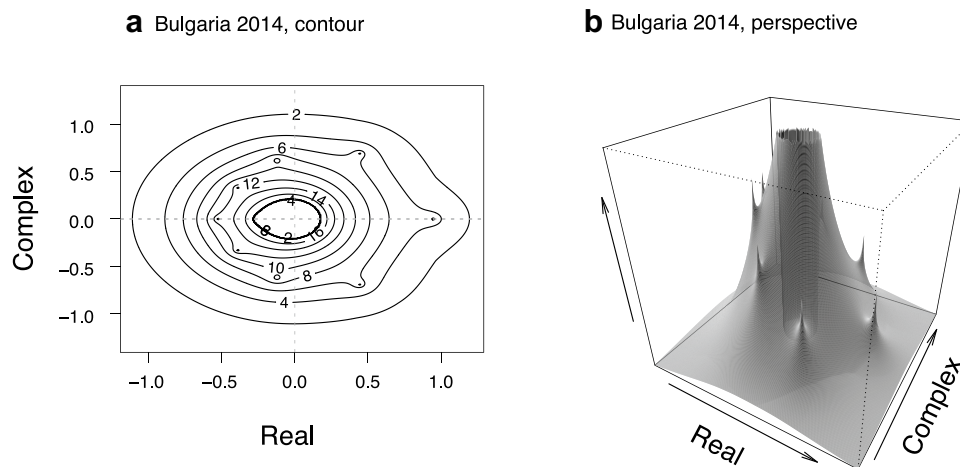 a Bulgaria 2014, contour
b Bulgaria 2014, perspective
Complex
1.0
0.5
0.0
−0.5
−1.0
2
6
12
14
4
8
2
16
10
8
4
−1.0 −0.5 0.0 0.5 1.0
Real
Real
Complex